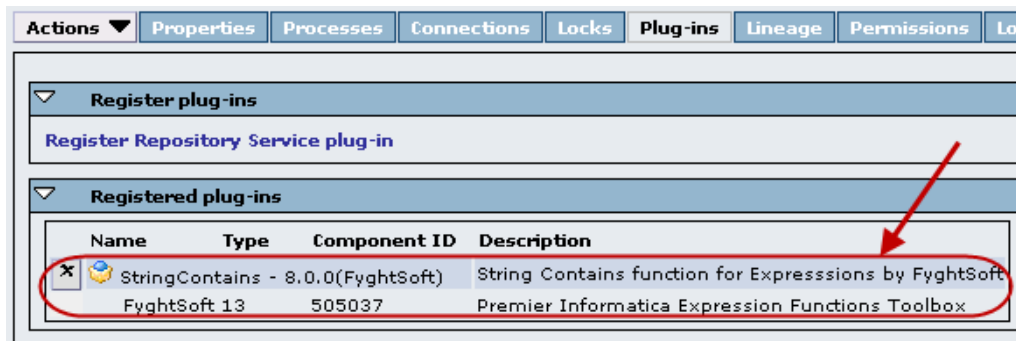 Actions Properties Processes Connections Locks Plug-ins Lineage Permissions Lo
Register plug-ins
Register Repository Service plug-in
Registered plug-ins
Name Type Component ID Description
x StringContains - 8.0.0(FyghtSoft) String Contains function for Expresssions by FyghtSoft
FyghtSoft 13 505037 Premier Informatica Expression Functions Toolbox